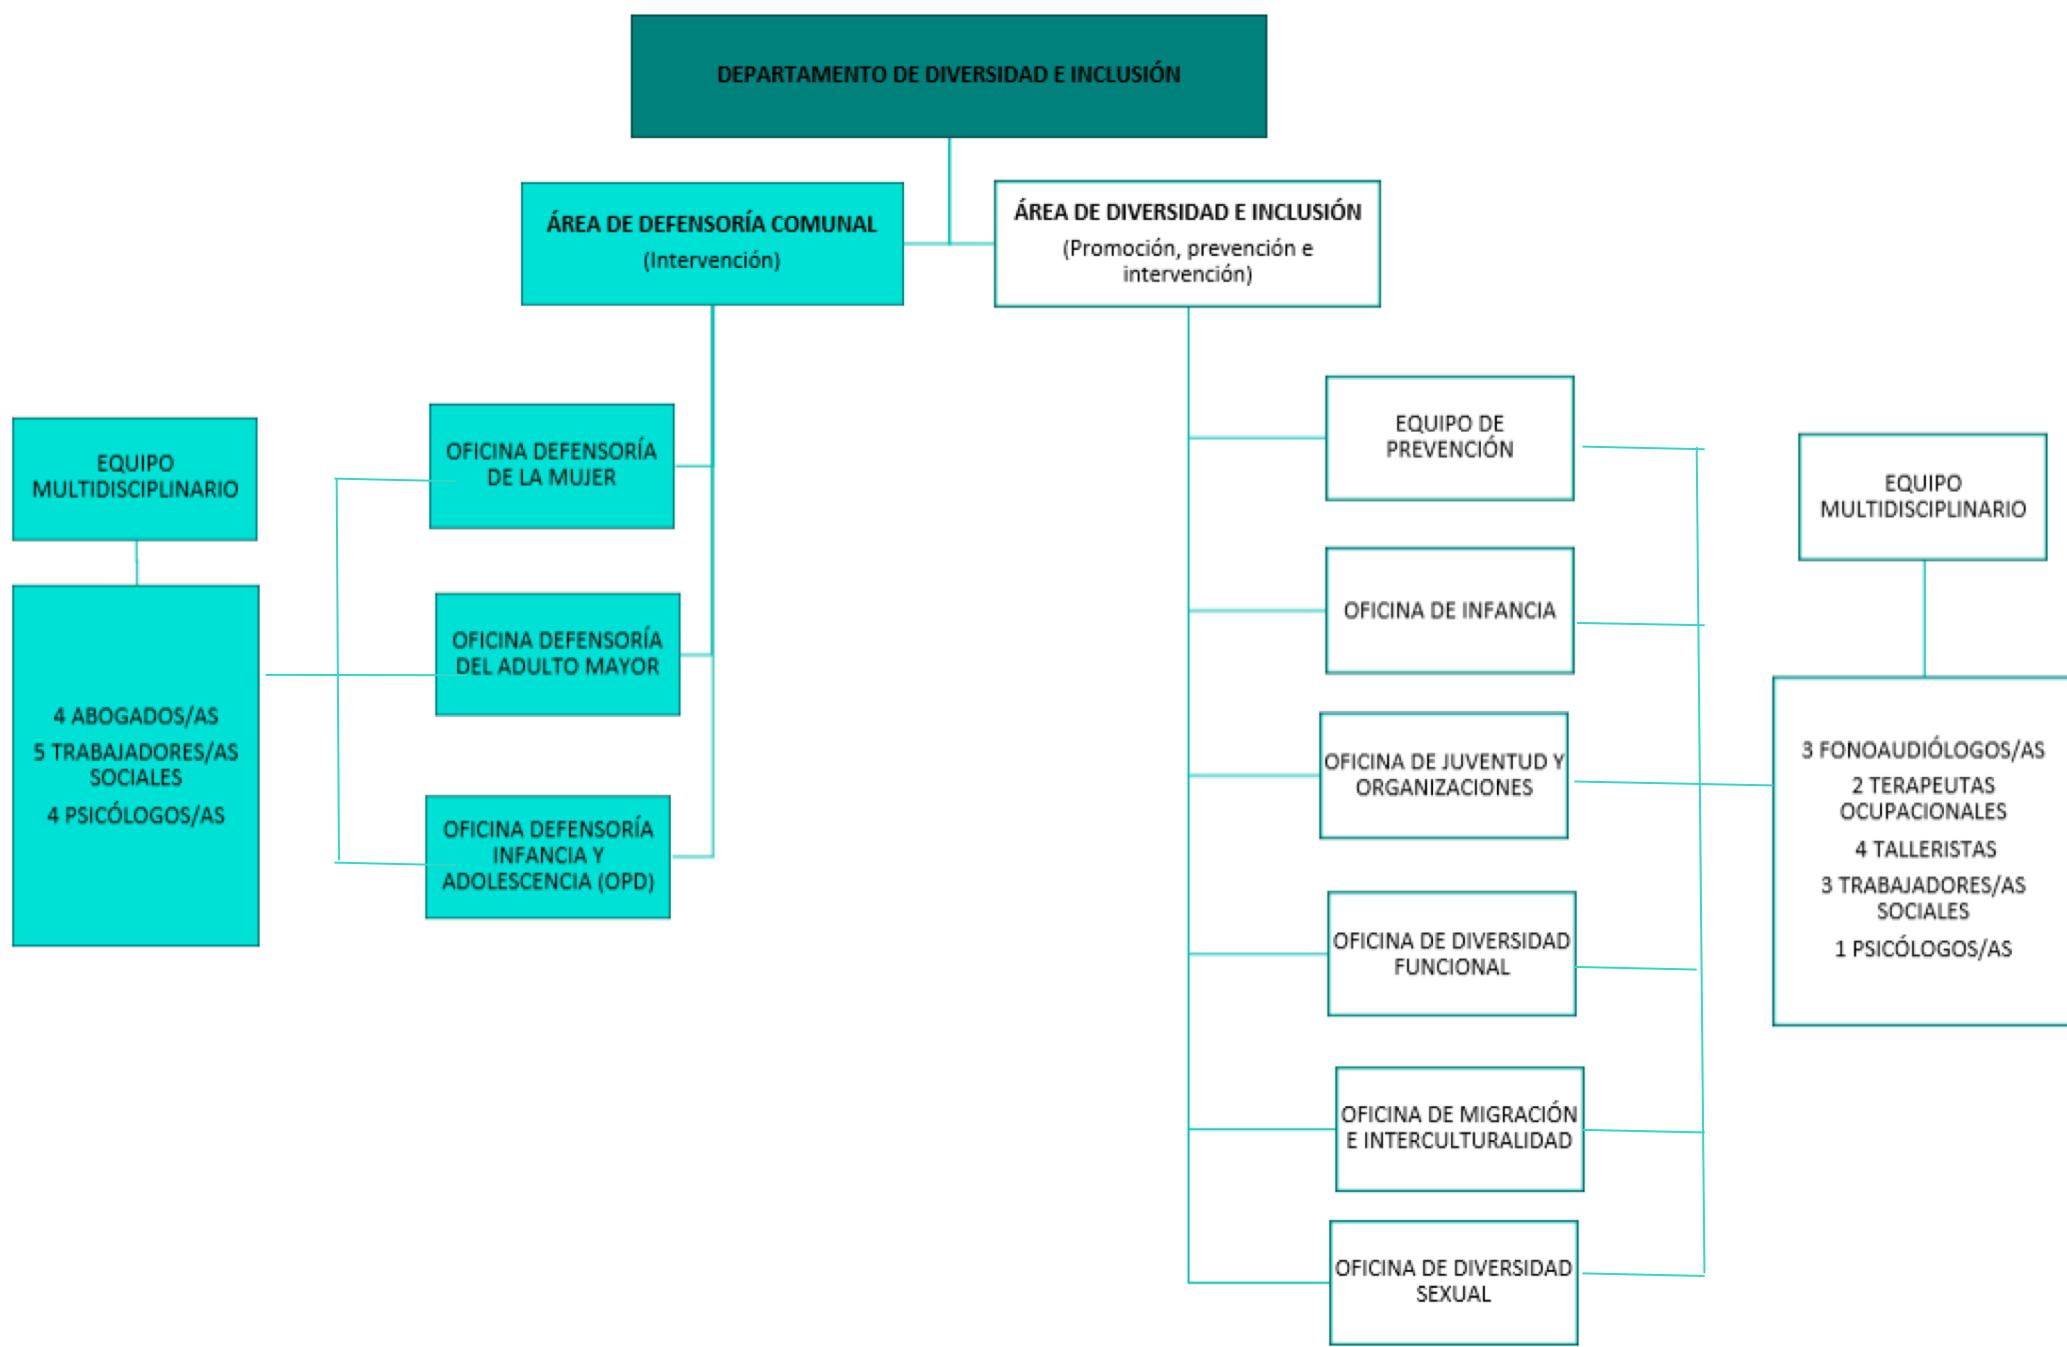 DEPARTAMENTO DE DIVERSIDAD E INCLUSIÓN
ÁREA DE DEFENSORÍA COMUNAL
(Intervención)
ÁREA DE DIVERSIDAD E INCLUSIÓN
(Promoción, prevención e
intervención)
EQUIPO
MULTIDISCIPLINARIO
4 ABOGADOS/AS
5 TRABAJADORES/AS
SOCIALES
4 PSICÓLOGOS/AS
OFICINA DEFENSORÍA
DE LA MUJER
OFICINA DEFENSORÍA
DEL ADULTO MAYOR
OFICINA DEFENSORÍA
INFANCIA Y
ADOLESCENCIA (OPD)
EQUIPO DE
PREVENCIÓN
OFICINA DE INFANCIA
OFICINA DE JUVENTUD Y
ORGANIZACIONES
OFICINA DE DIVERSIDAD
FUNCIONAL
OFICINA DE MIGRACIÓN
E INTERCULTURALIDAD
OFICINA DE DIVERSIDAD
SEXUAL
EQUIPO
MULTIDISCIPLINARIO
3 FONOAUDIÓLOGOS/AS
2 TERAPEUTAS
OCUPACIONALES
4 TALLERISTAS
3 TRABAJADORES/AS
SOCIALES
1 PSICÓLOGOS/AS